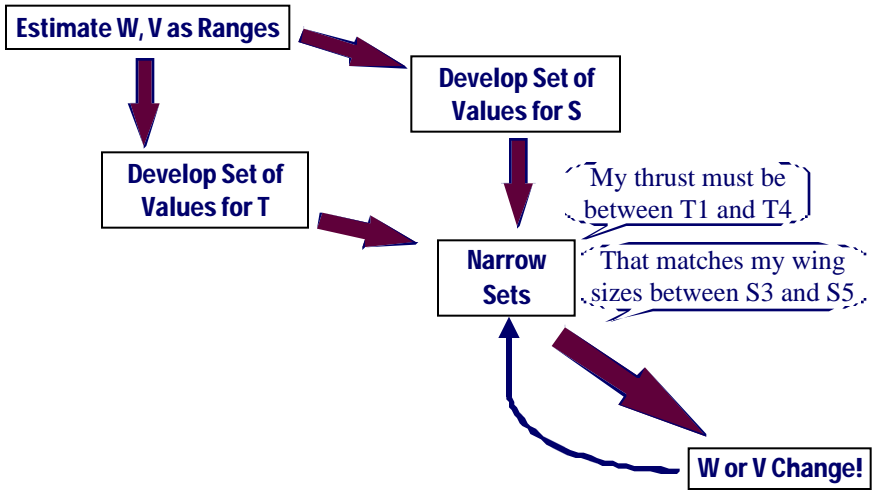 Estimate W, V as Ranges
Develop Set of
Values for S
Develop Set of
Values for T
My thrust must be
between T1 and T4
Narrow
Sets
That matches my wing
sizes between S3 and S5
W or V Change!